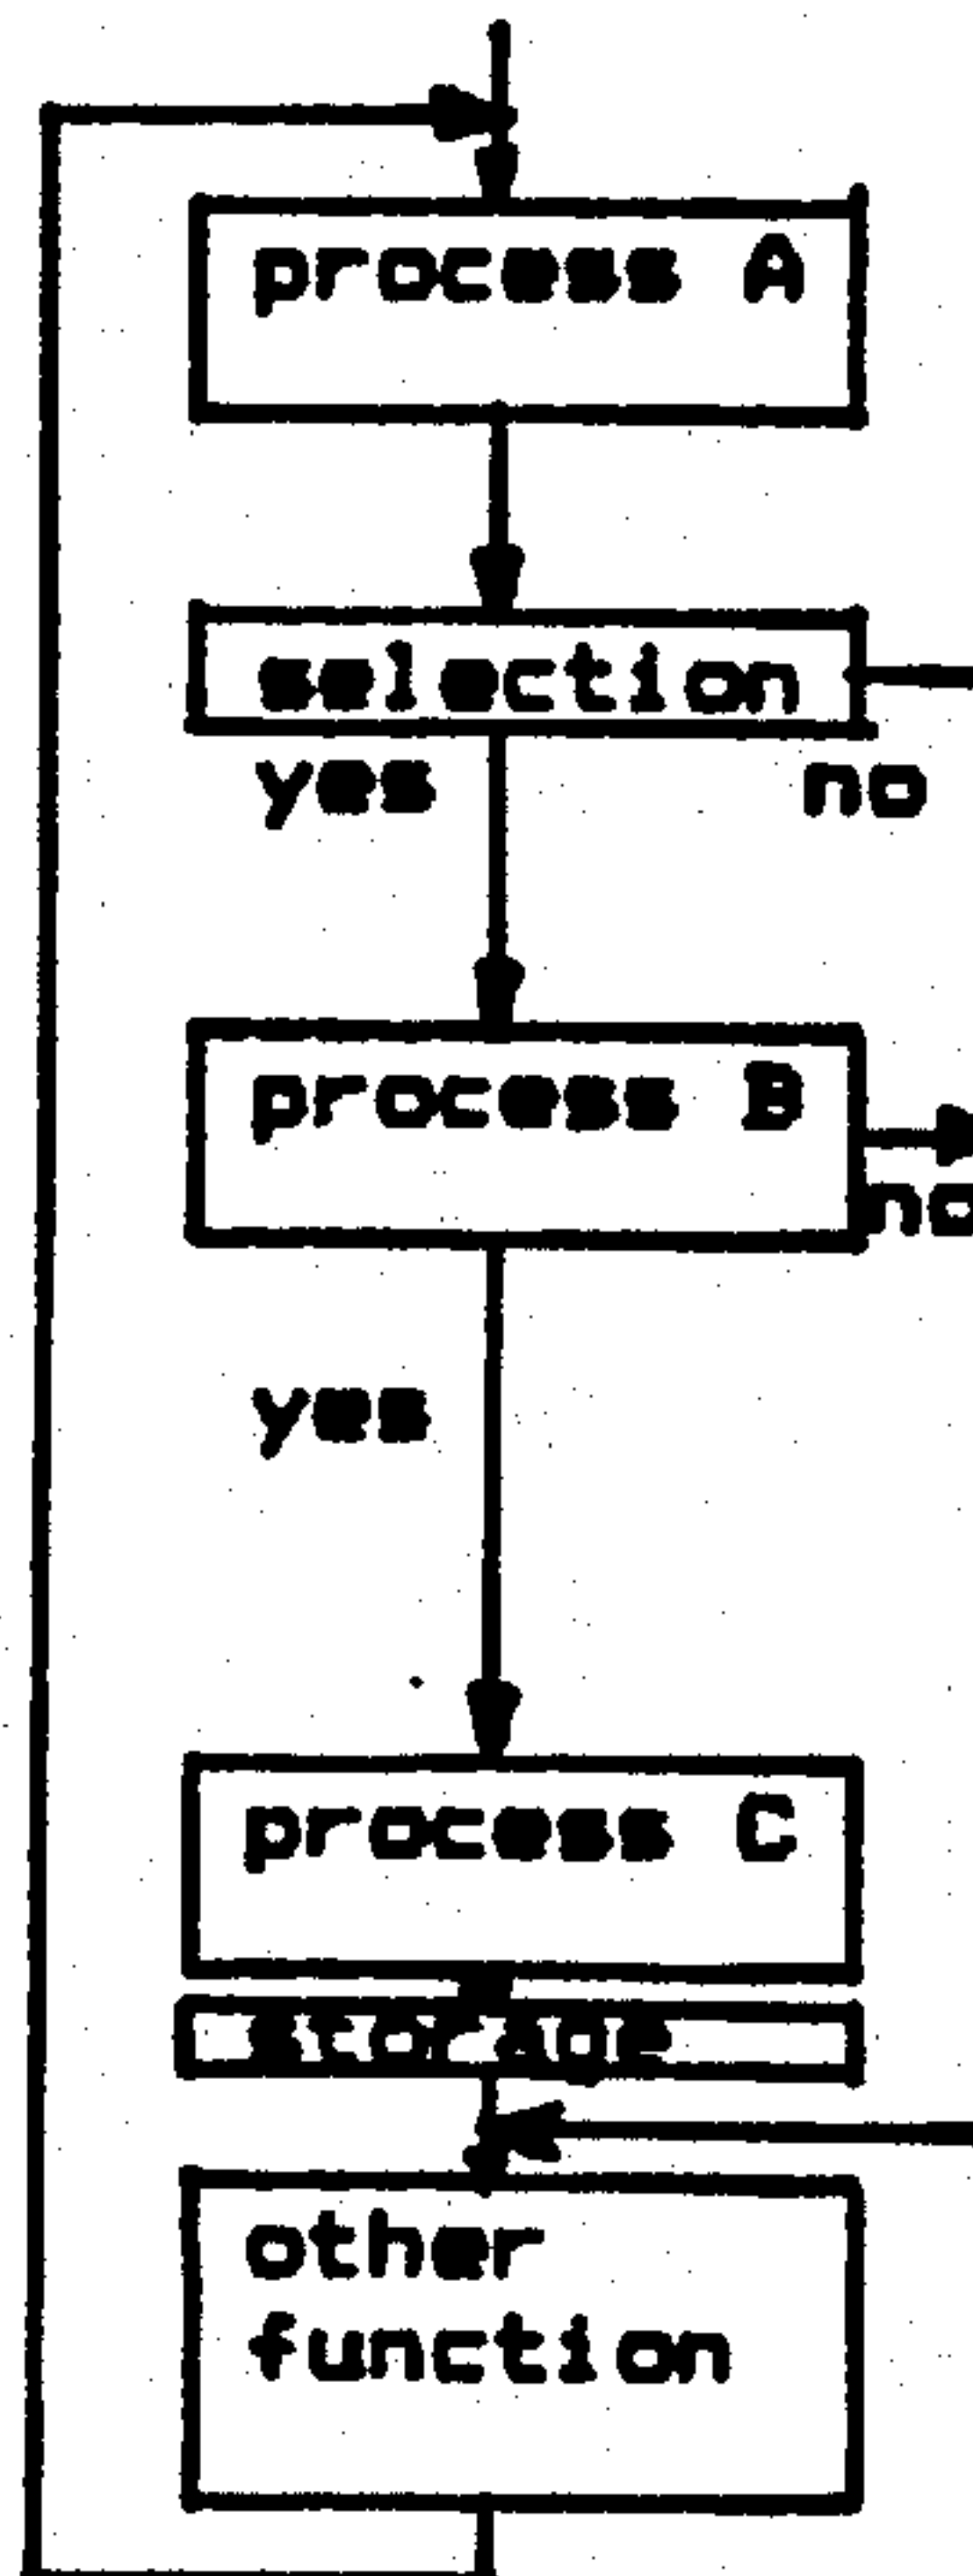 process A
selection
yes no
process B
no
yes
process C
storage
other
function